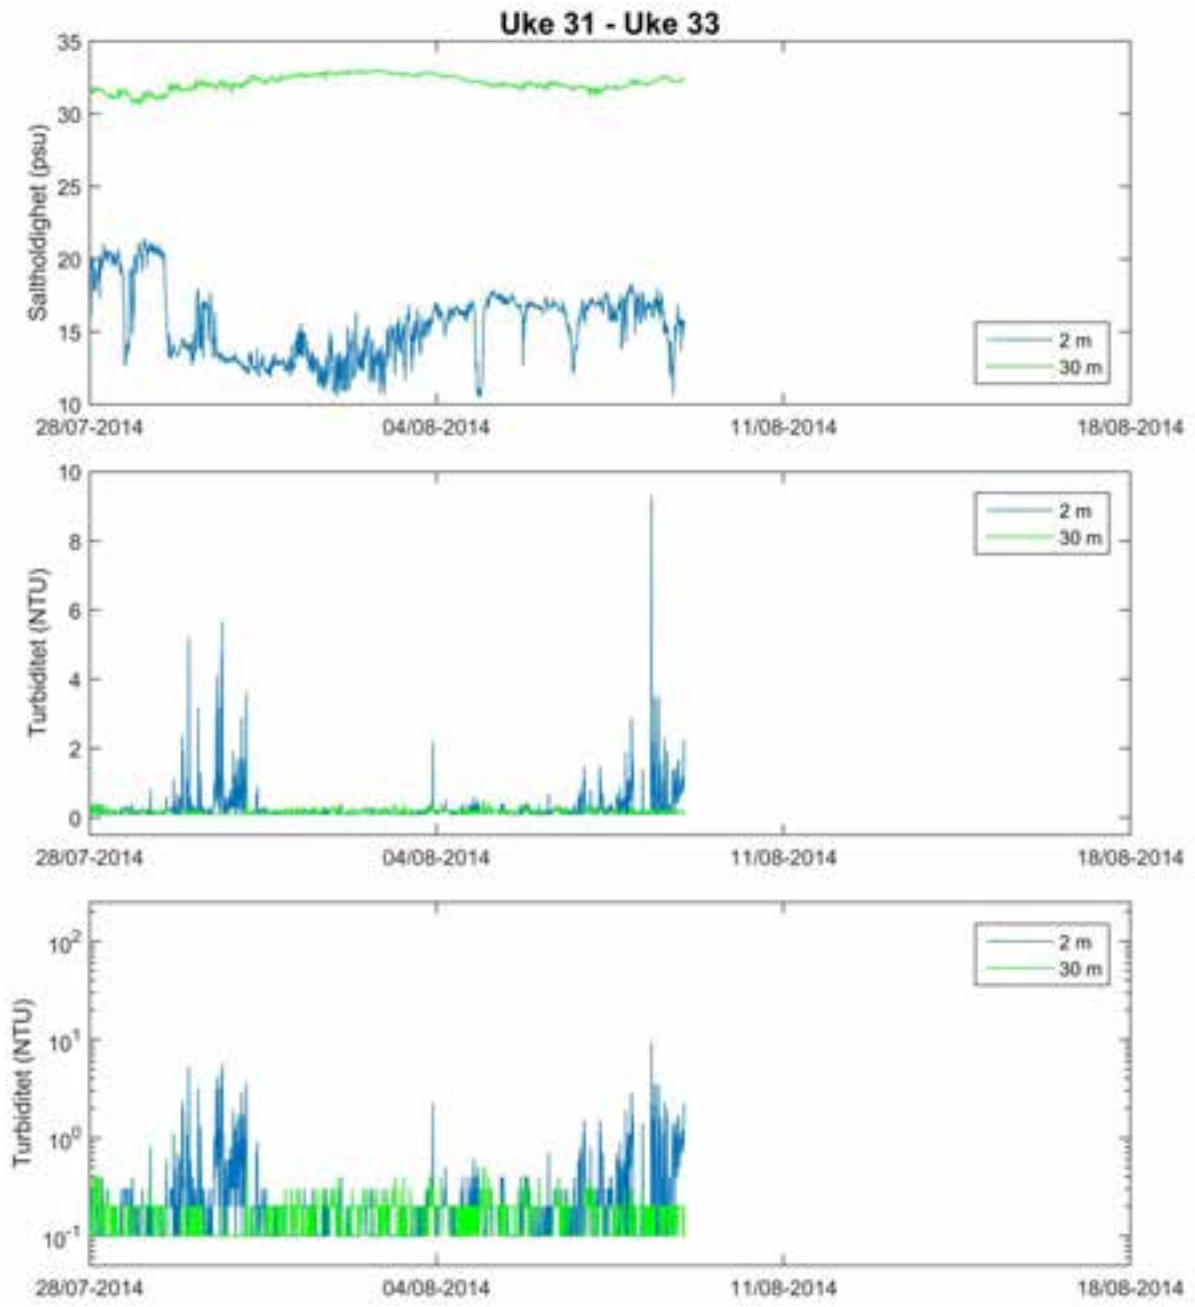 Uke 31 - Uke 33
35
30
25
20
15
10
Saltholdighet (psu)
2 m
30 m
28/07-2014 04/08-2014 11/08-2014 18/08-2014
10
8
6
4
2
0
Turbiditet (NTU)
2 m
30 m
28/07-2014 04/08-2014 11/08-2014 18/08-2014
10²
10¹
10⁰
10⁻¹
Turbiditet (NTU)
2 m
30 m
28/07-2014 04/08-2014 11/08-2014 18/08-2014